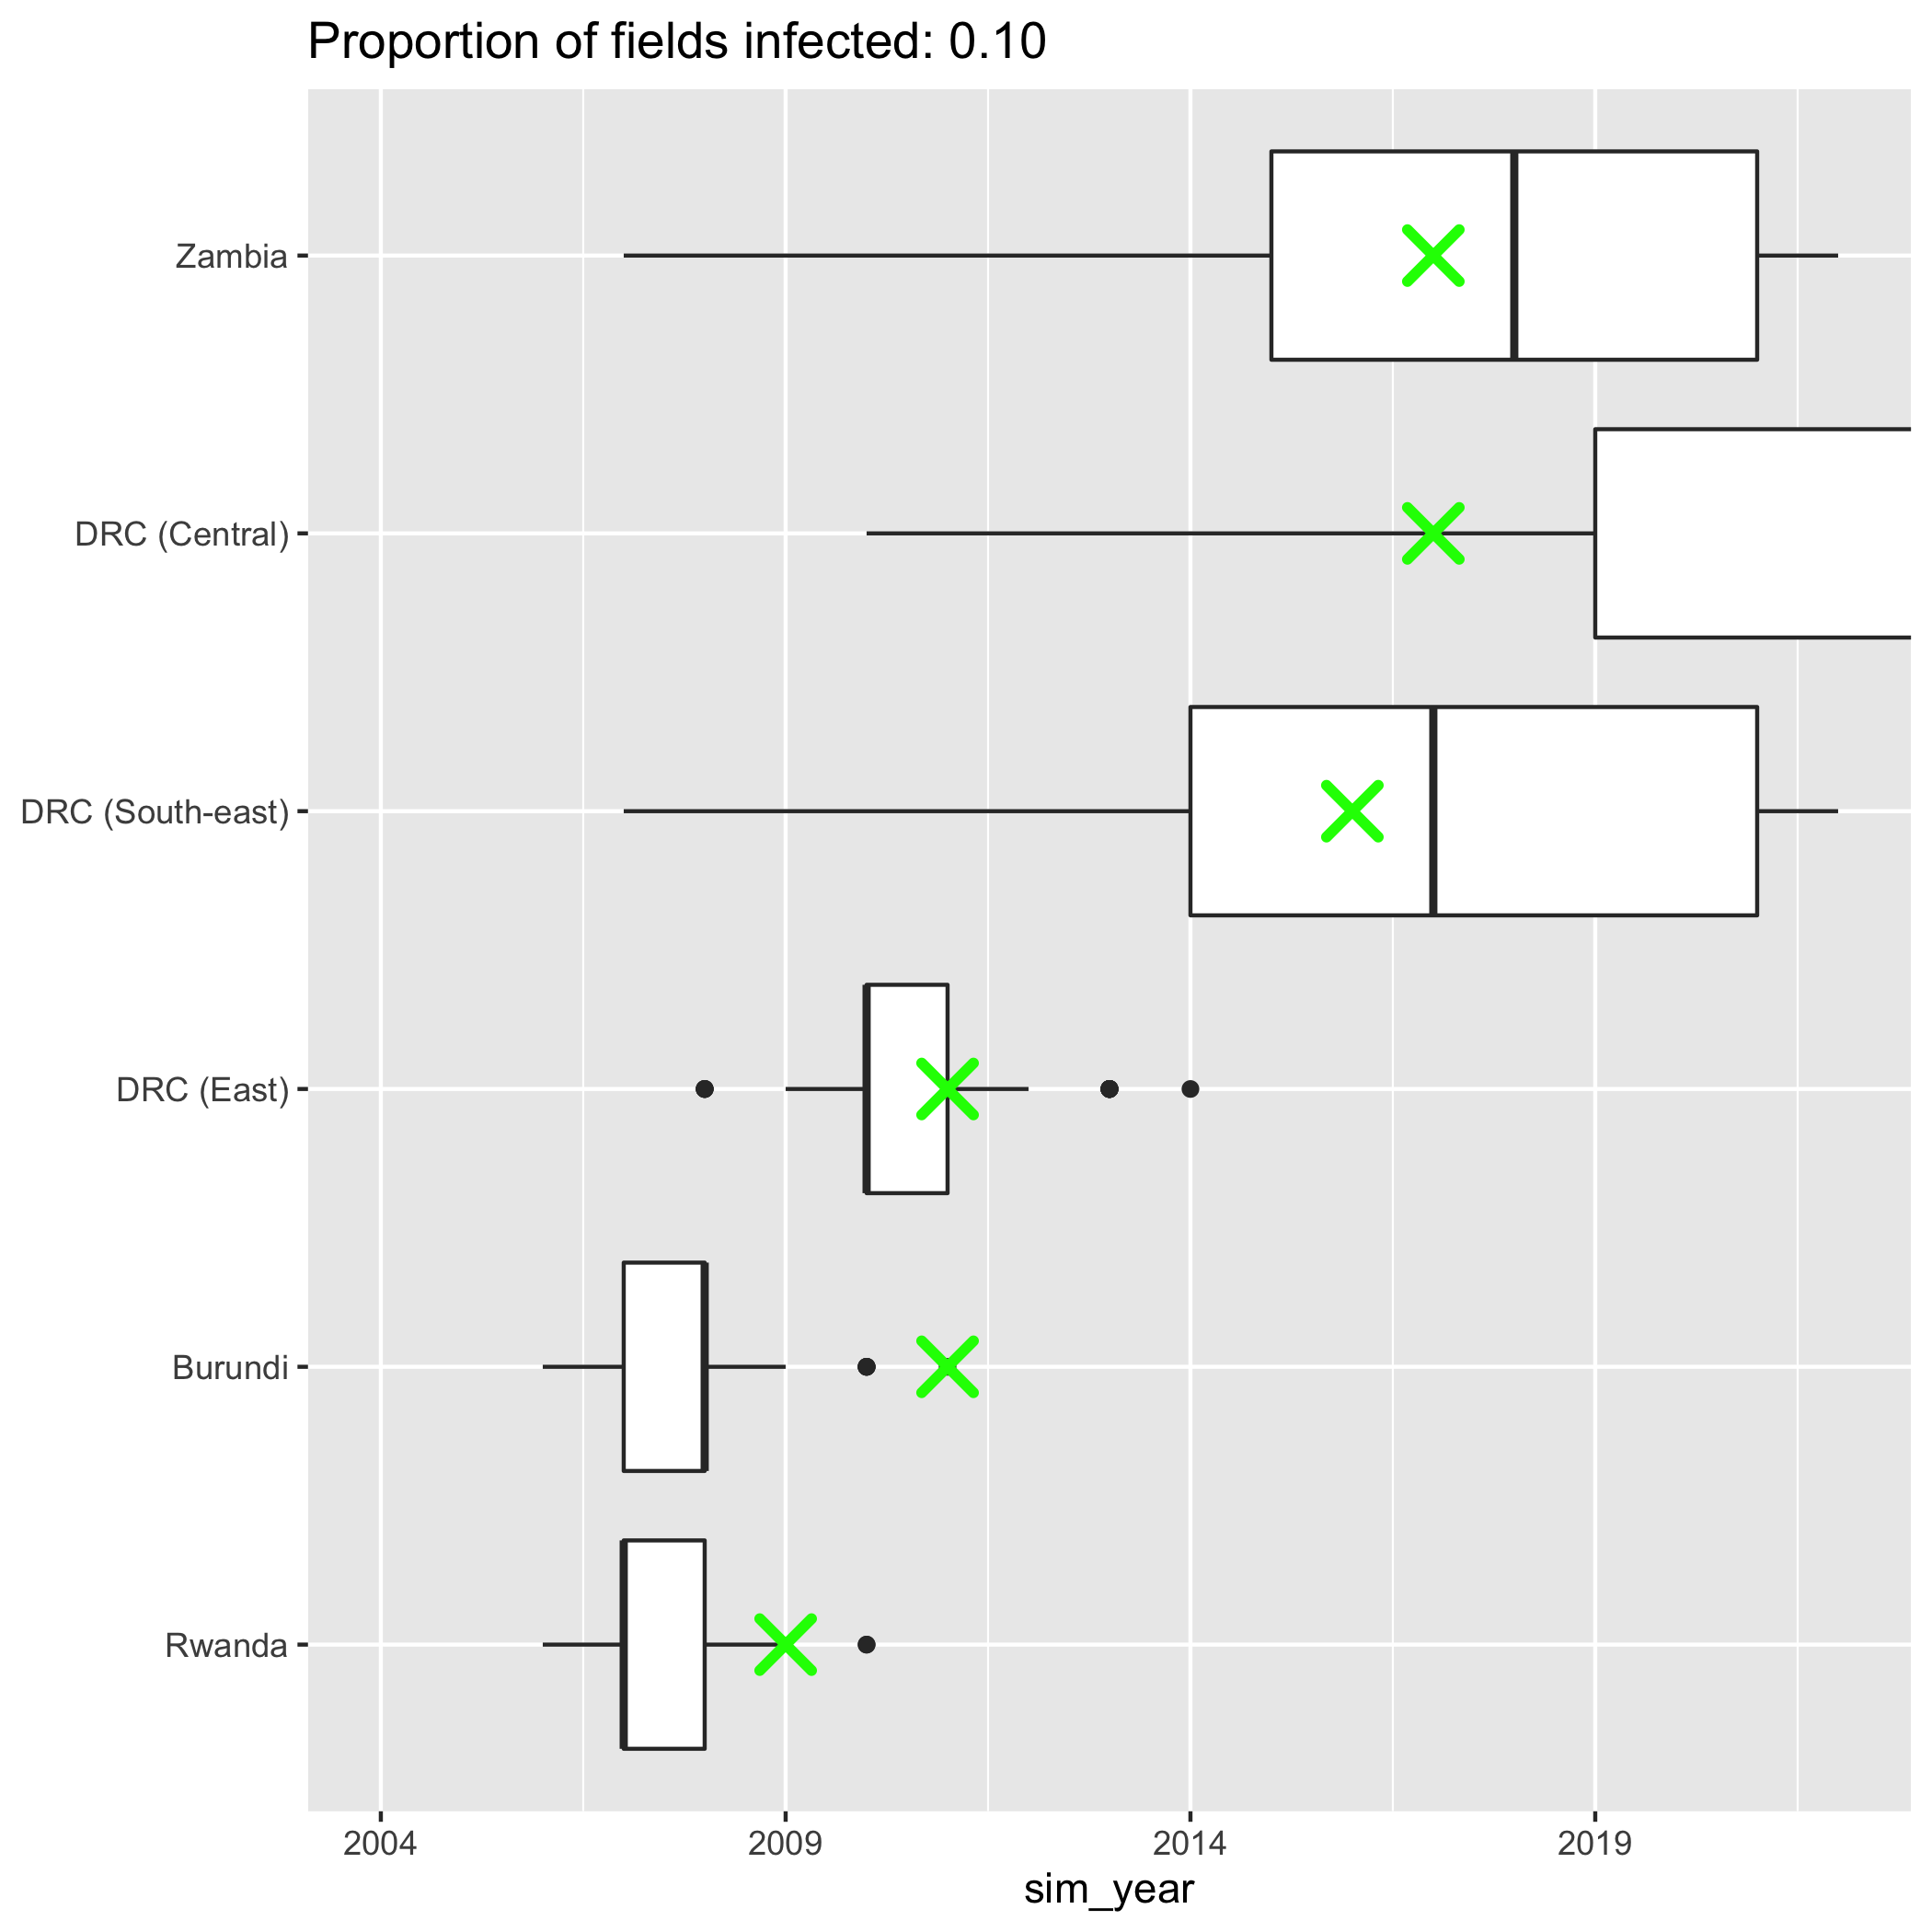 Proportion of fields infected: 0.10
Zambia
DRC (Central)
DRC (South-east)
DRC (East)
Burundi
Rwanda
2004 2009 2014 2019
sim_year